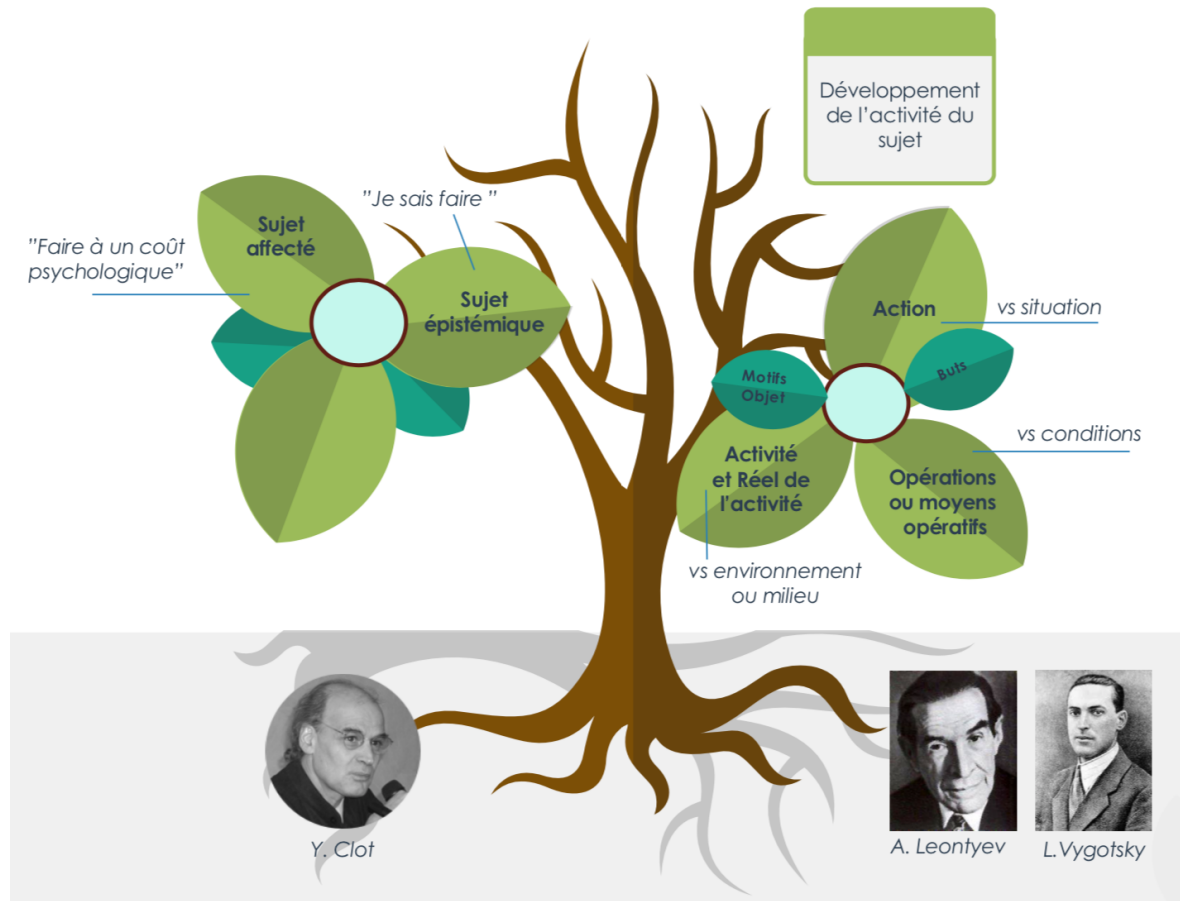 Développement
de l'activité du
sujet
"Je sais faire "
Sujet
affecté
"Faire à un coût
psychologique"
Sujet
épistémique
Action
vs situation
Motifs
Objet
Buts
vs conditions
Activité
et Réel de
l'activité
Opérations
ou moyens
opératifs
vs environnement
ou milieu
Y. Clot
A. Leontyev
L.Vygotsky